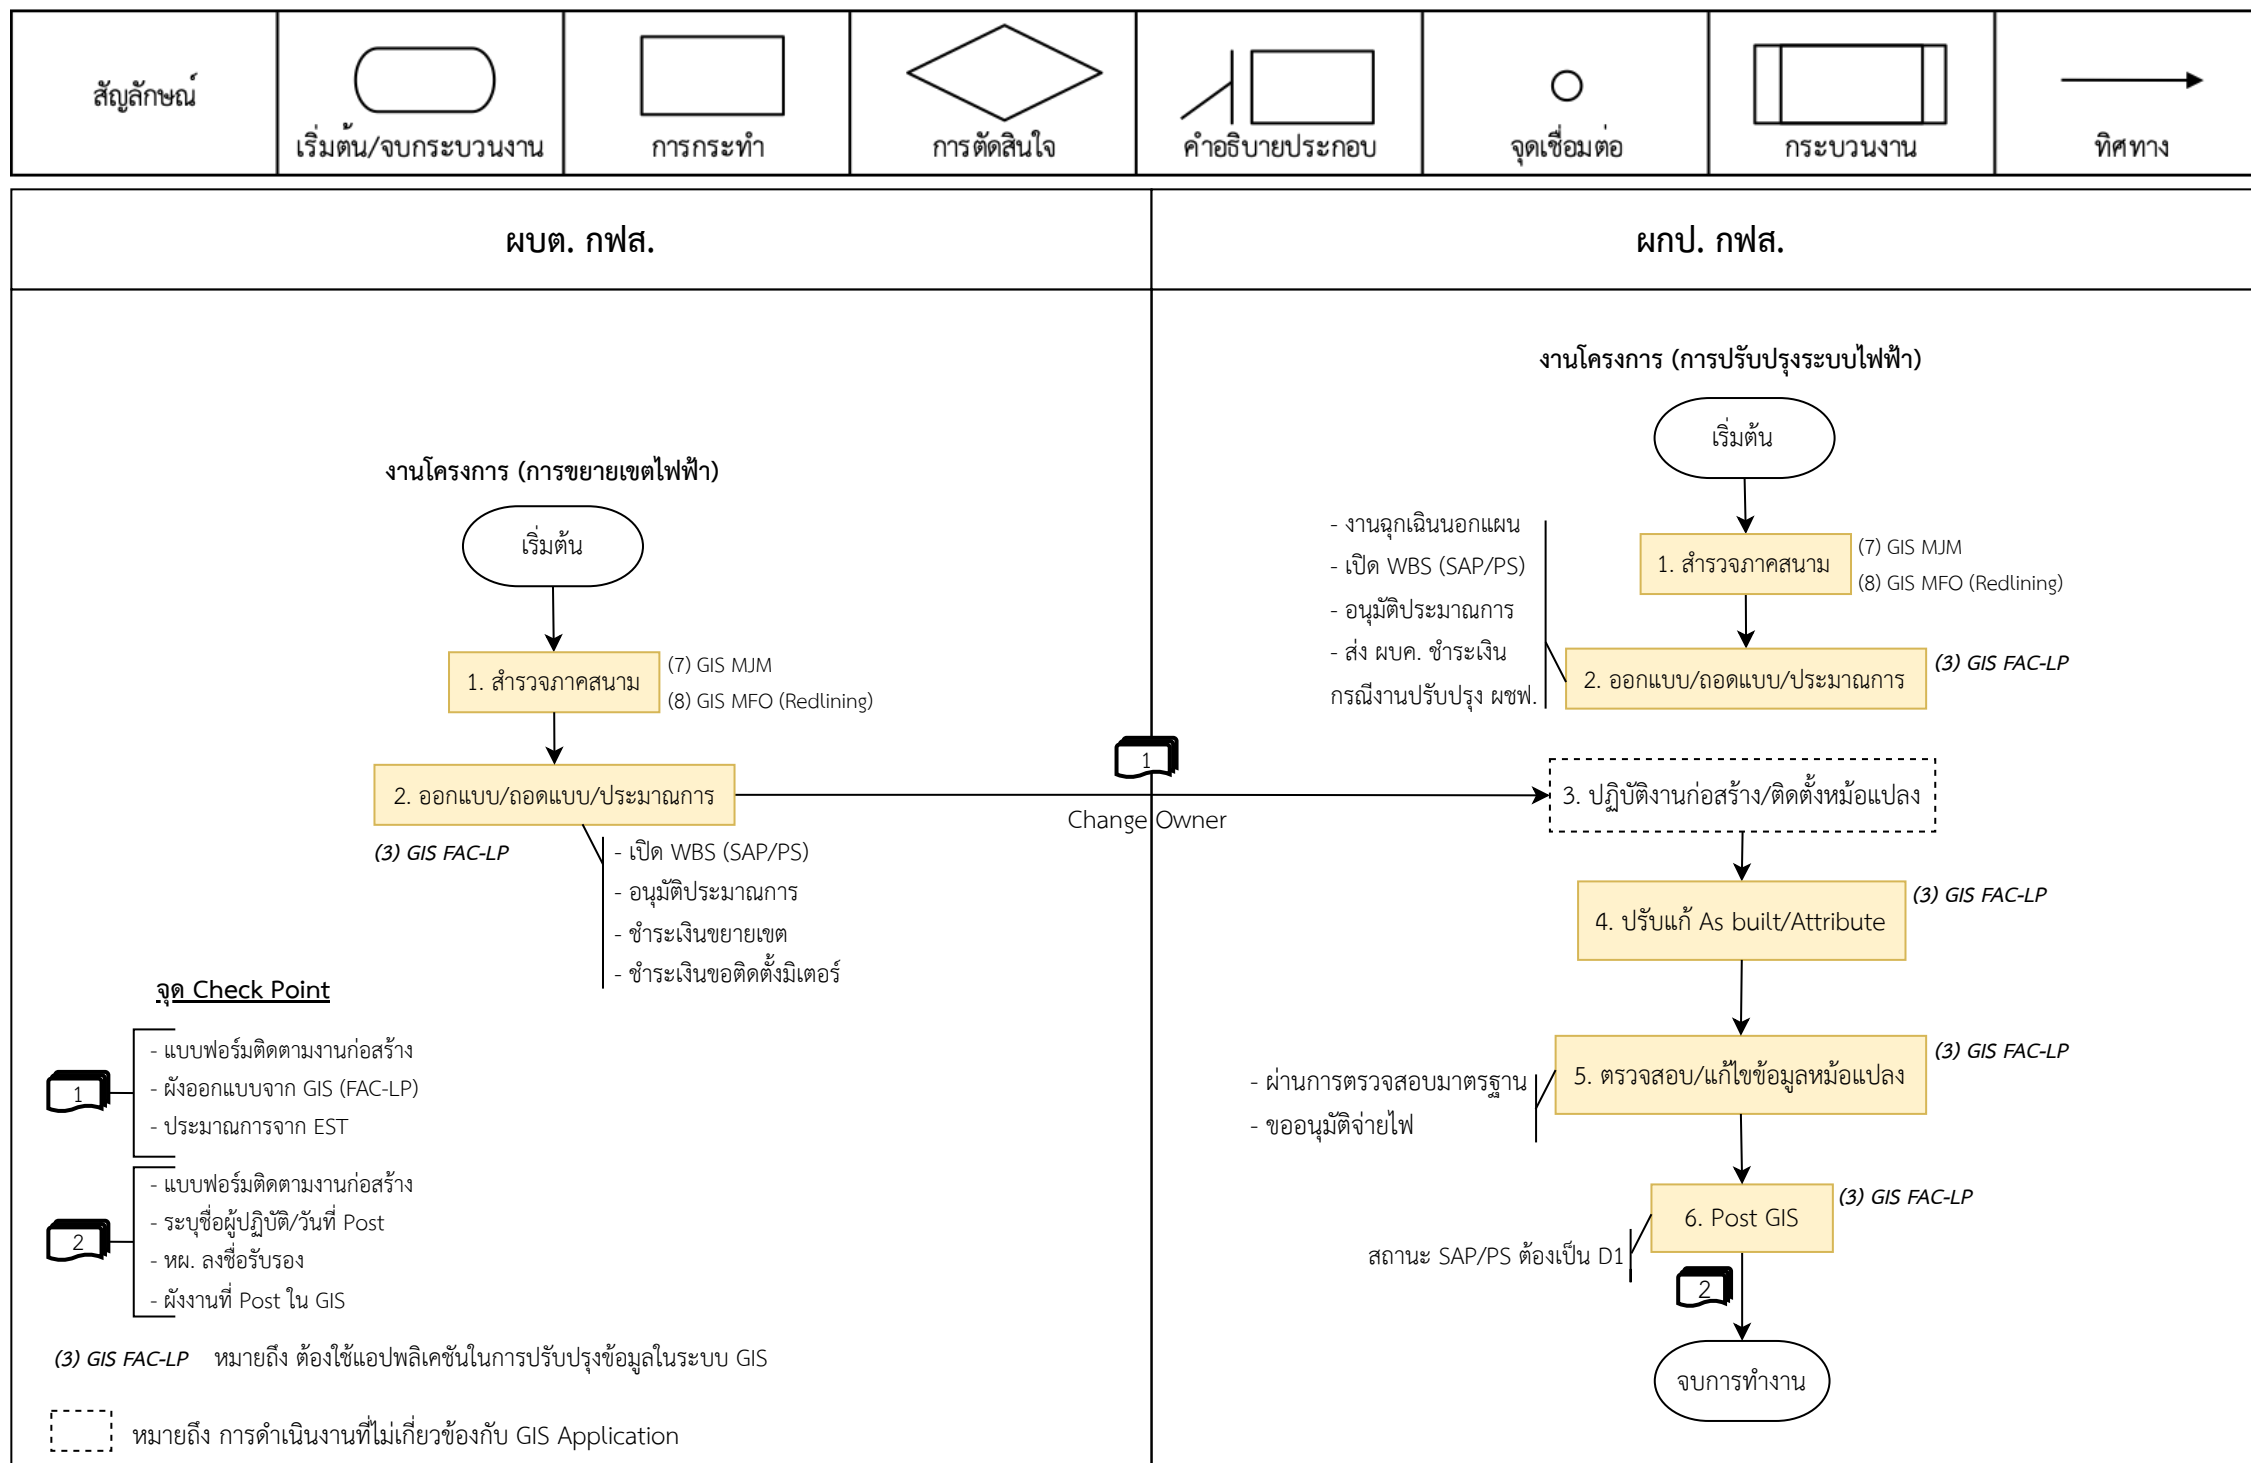 สัญลักษณ์
เริ่มต้น/จบกระบวนงาน
การกระทำ
การตัดสินใจ
คำอธิบายประกอบ
จุดเชื่อมต่อ
กระบวนงาน
ทิศทาง
ผบต. กฟส.
ผกป. กฟส.
งานโครงการ (การขยายเขตไฟฟ้า)
เริ่มต้น
1. สำรวจภาคสนาม
(7) GIS MJM
(8) GIS MFO (Redlining)
2. ออกแบบ/ถอดแบบ/ประมาณการ
(3) GIS FAC-LP
- เปิด WBS (SAP/PS)
- อนุมัติประมาณการ
- ชำระเงินขยายเขต
- ชำระเงินขอติดตั้งมิเตอร์
1
Change Owner
งานโครงการ (การปรับปรุงระบบไฟฟ้า)
เริ่มต้น
1. สำรวจภาคสนาม
(7) GIS MJM
(8) GIS MFO (Redlining)
- งานฉุกเฉินนอกแผน
- เปิด WBS (SAP/PS)
- อนุมัติประมาณการ
- ส่ง ผบค. ชำระเงิน
กรณีงานปรับปรุง ผชฟ.
2. ออกแบบ/ถอดแบบ/ประมาณการ
(3) GIS FAC-LP
3. ปฏิบัติงานก่อสร้าง/ติดตั้งหม้อแปลง
4. ปรับแก้ As built/Attribute
(3) GIS FAC-LP
5. ตรวจสอบ/แก้ไขข้อมูลหม้อแปลง
(3) GIS FAC-LP
- ผ่านการตรวจสอบมาตรฐาน
- ขออนุมัติจ่ายไฟ
6. Post GIS
(3) GIS FAC-LP
สถานะ SAP/PS ต้องเป็น D1
2
จบการทำงาน
จุด Check Point
1
- แบบฟอร์มติดตามงานก่อสร้าง
- ผังออกแบบจาก GIS (FAC-LP)
- ประมาณการจาก EST
2
- แบบฟอร์มติดตามงานก่อสร้าง
- ระบุชื่อผู้ปฏิบัติ/วันที่ Post
- หผ. ลงชื่อรับรอง
- ผังงานที่ Post ใน GIS
(3) GIS FAC-LP หมายถึง ต้องใช้แอปพลิเคชันในการปรับปรุงข้อมูลในระบบ GIS
หมายถึง การดำเนินงานที่ไม่เกี่ยวข้องกับ GIS Application